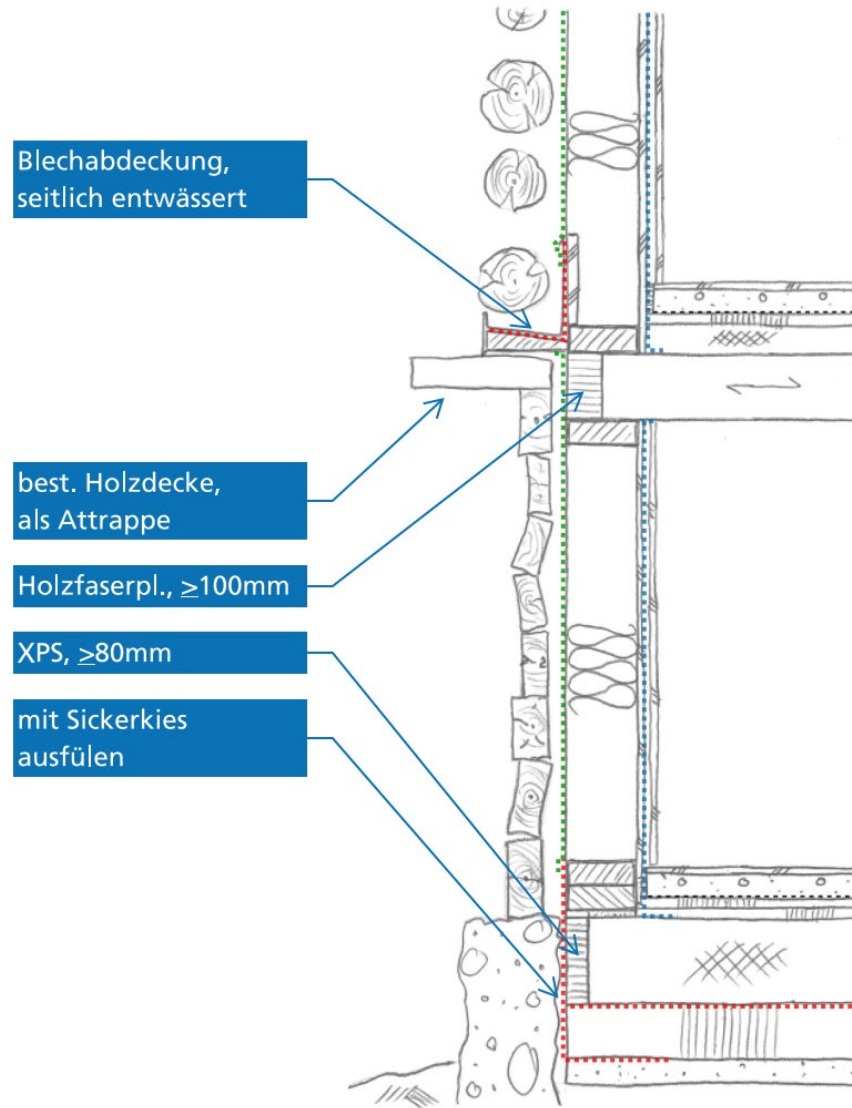 Blechabdeckung,
seitlich entwässert
best. Holzdecke,
als Attrappe
Holzfaserpl., ≥100mm
XPS, ≥80mm
mit Sickerkies
ausfülen